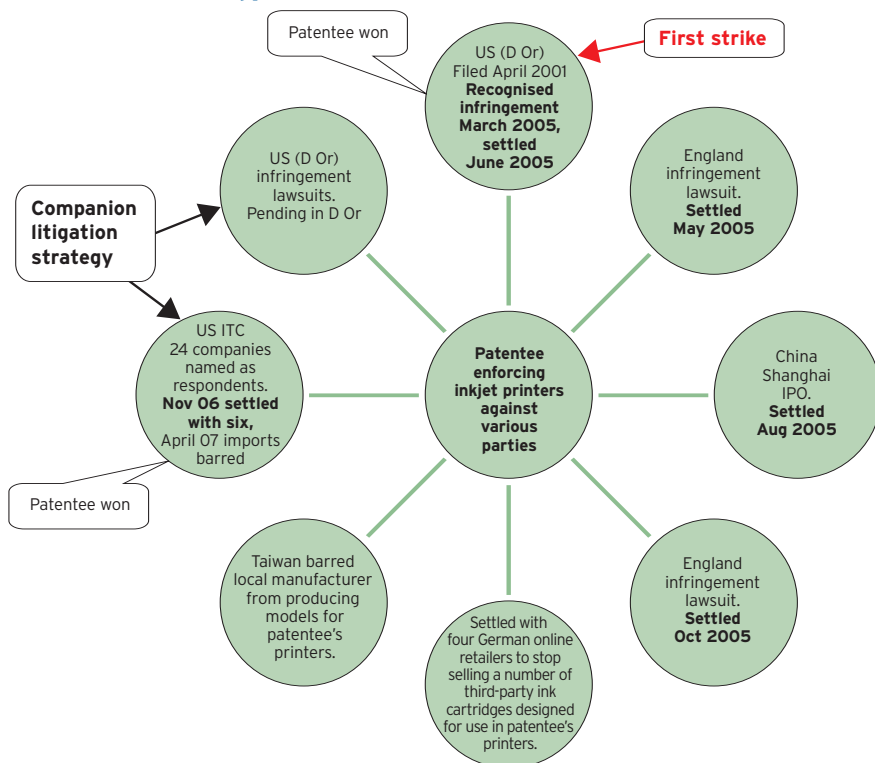 Patentee won
First strike
US (D Or)
Filed April 2001
Recognised
infringement
March 2005,
settled
June 2005
England
infringement
lawsuit.
Settled
May 2005
China
Shanghai
IPO.
Settled
Aug 2005
England
infringement
lawsuit.
Settled
Oct 2005
Settled with
four German online
retailers to stop
selling a number of
third-party ink
cartridges designed
for use in patentee's
printers.
Taiwan barred
local manufacturer
from producing
models for
patentee's
printers.
US ITC
24 companies
named as
respondents.
Nov 06 settled
with six,
April 07 imports
barred
Patentee won
Companion
litigation
strategy
US (D Or)
infringement
lawsuits.
Pending in D Or
Patentee
enforcing
inkjet printers
against
various
parties